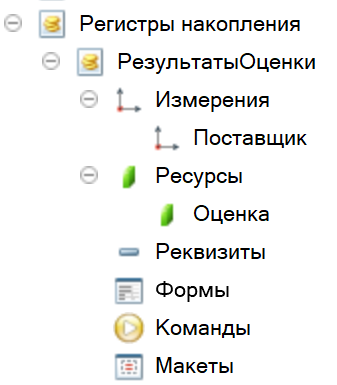 Регистры накопления
РезультатыОценки
Измерения
Поставщик
Ресурсы
Оценка
Реквизиты
Формы
Команды
Макеты